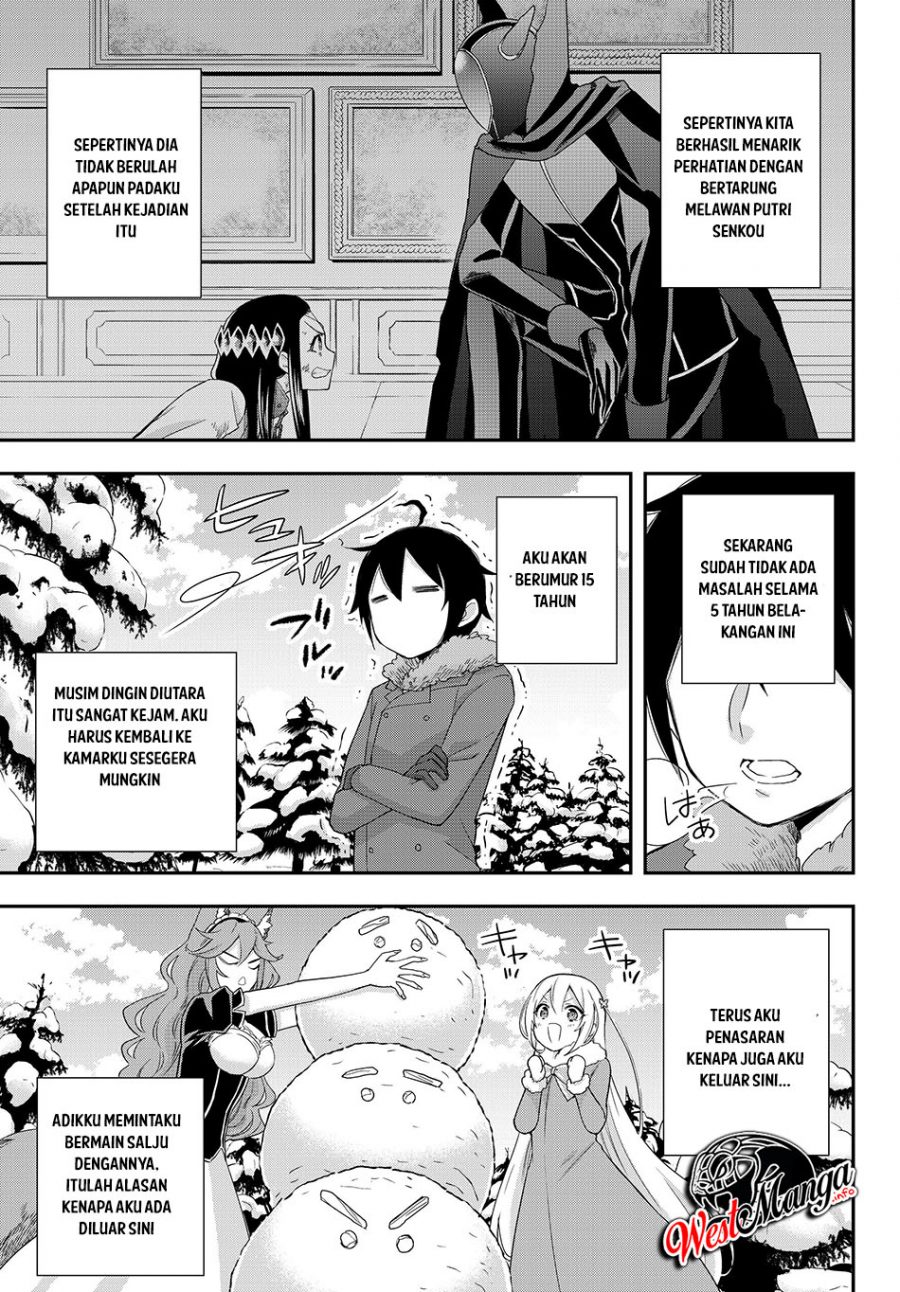 SEPERTINYA KITA
BERHASIL MENARIK
PERHATIAN DENGAN
BERTARUNG
MELAWAN PUTRI
SENKOU
SEPERTINYA DIA
TIDAK BERULAH
APAPUN PADAKU
SETELAH KEJADIAN
ITU
SEKARANG
SUDAH TIDAK ADA
MASALAH SELAMA
5 TAHUN BELA-
KANGAN INI
はぁ
AKU AKAN
BERUMUR 15
TAHUN
ヒュオオ
ブルブル
MUSIM DINGIN DIUTARA
ITU SANGAT KEJAM. AKU
HARUS KEMBALI KE
KAMARKU SESEGERA
MUNGKIN
TERUS AKU
PENASARAN
KENAPA JUGA AKU
KELUAR SINI...
キャッキャッ
ADIKKU MEMINTAKU
BERMAIN SALJU
DENGANNYA.
ITULAH ALASAN
KENAPA AKU ADA
DILUAR SINI
WestManga
.info